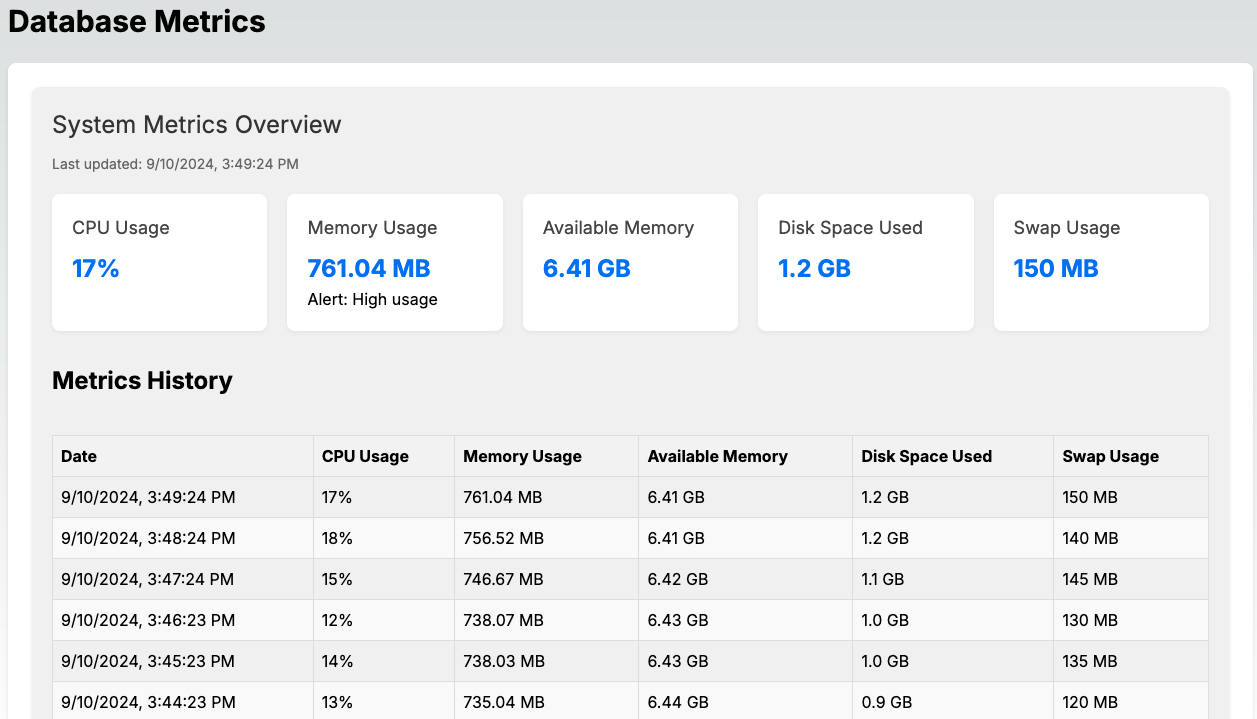 Database Metrics
System Metrics Overview
Last updated: 9/10/2024, 3:49:24 PM
CPU Usage
17%
Memory Usage
761.04 MB
Alert: High usage
Available Memory
6.41 GB
Disk Space Used
1.2 GB
Swap Usage
150 MB
Metrics History
Date CPU Usage Memory Usage Available Memory Disk Space Used Swap Usage
9/10/2024, 3:49:24 PM 17% 761.04 MB 6.41 GB 1.2 GB 150 MB
9/10/2024, 3:48:24 PM 18% 756.52 MB 6.41 GB 1.2 GB 140 MB
9/10/2024, 3:47:24 PM 15% 746.67 MB 6.42 GB 1.1 GB 145 MB
9/10/2024, 3:46:23 PM 12% 738.07 MB 6.43 GB 1.0 GB 130 MB
9/10/2024, 3:45:23 PM 14% 738.03 MB 6.43 GB 1.0 GB 135 MB
9/10/2024, 3:44:23 PM 13% 735.04 MB 6.44 GB 0.9 GB 120 MB